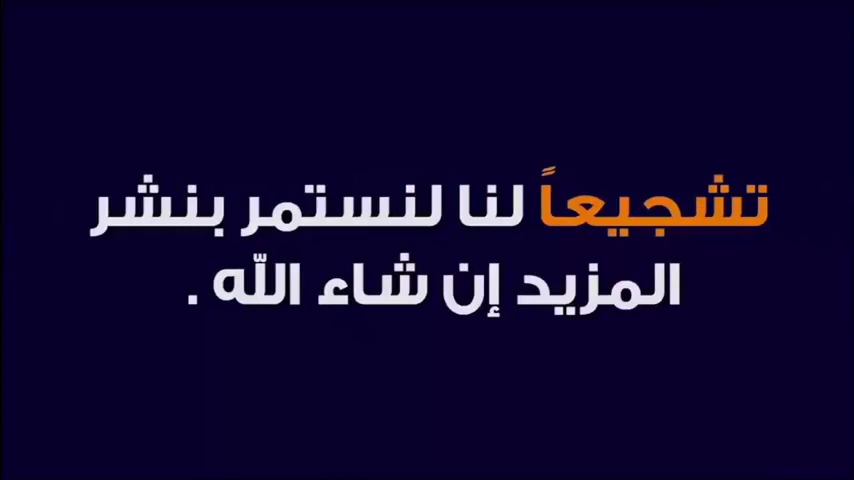 تشجيعاً لنا لنستمر بنشر
المزيد إن شاء الله .